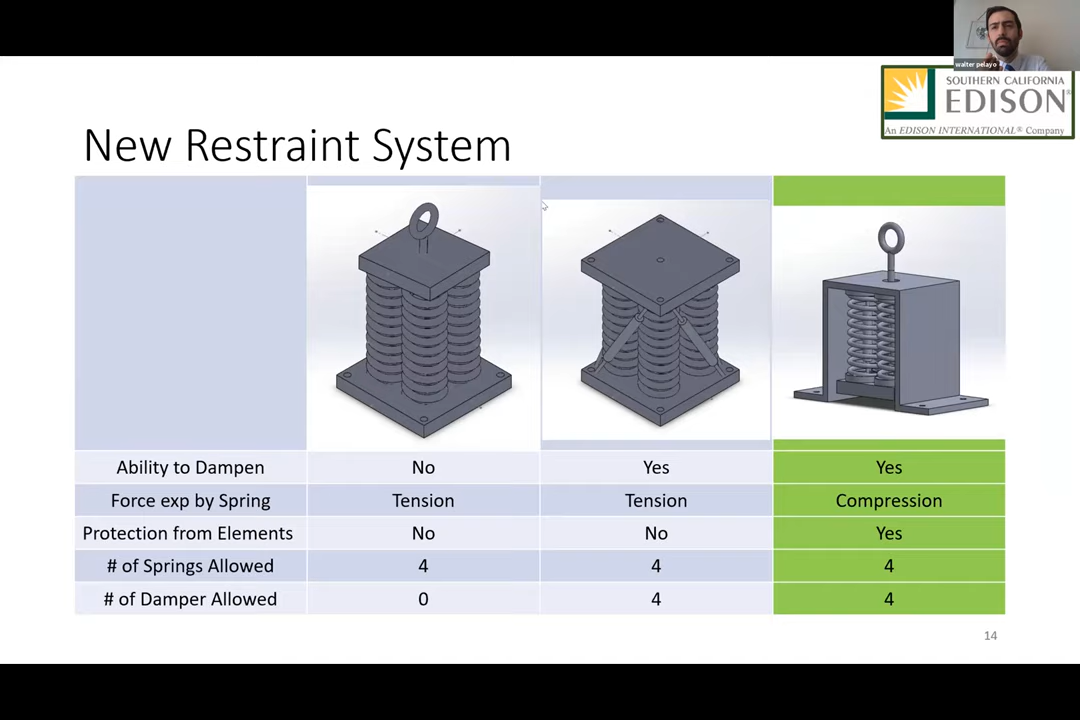 walter pelayo
SOUTHERN CALIFORNIA
EDISON®
An EDISON INTERNATIONAL® Company
New Restraint System
Ability to Dampen No Yes Yes
Force exp by Spring Tension Tension Compression
Protection from Elements No No Yes
# of Springs Allowed 4 4 4
# of Damper Allowed 0 4 4
14